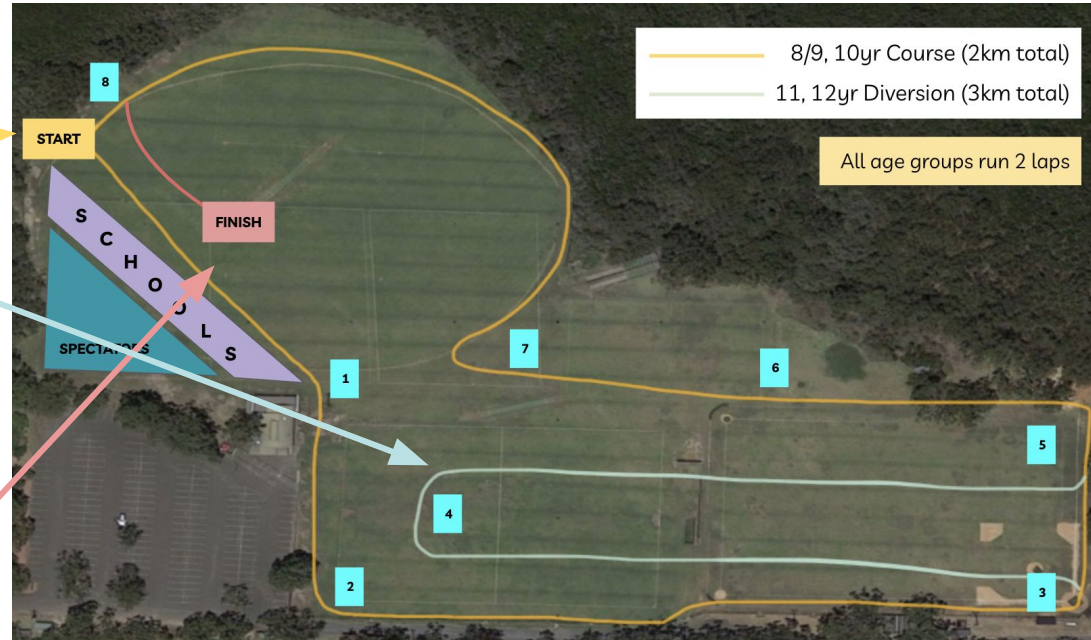 8/9, 10yr Course (2km total)
11, 12yr Diversion (3km total)
All age groups run 2 laps
8
START
FINISH
SCHOOLS
SPECTATORS
1
7
6
5
4
2
3